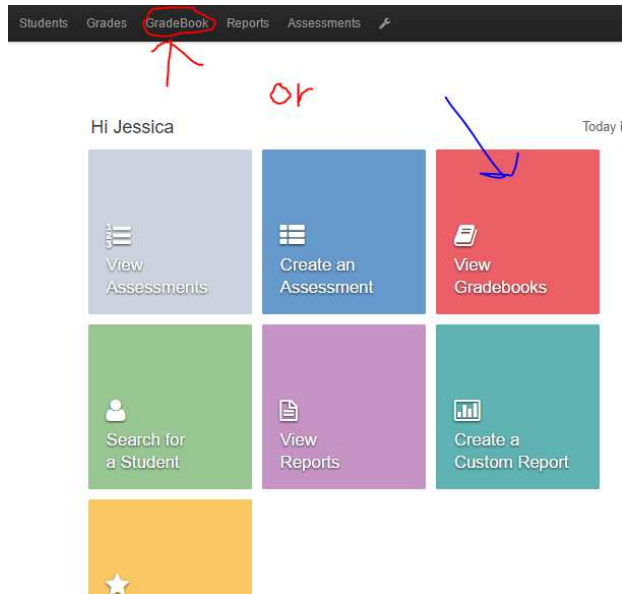 Students Grades GradeBook Reports Assessments
or
Hi Jessica
Today
View
Assessments
Create an
Assessment
View
Gradebooks
Search for
a Student
View
Reports
Create a
Custom Report